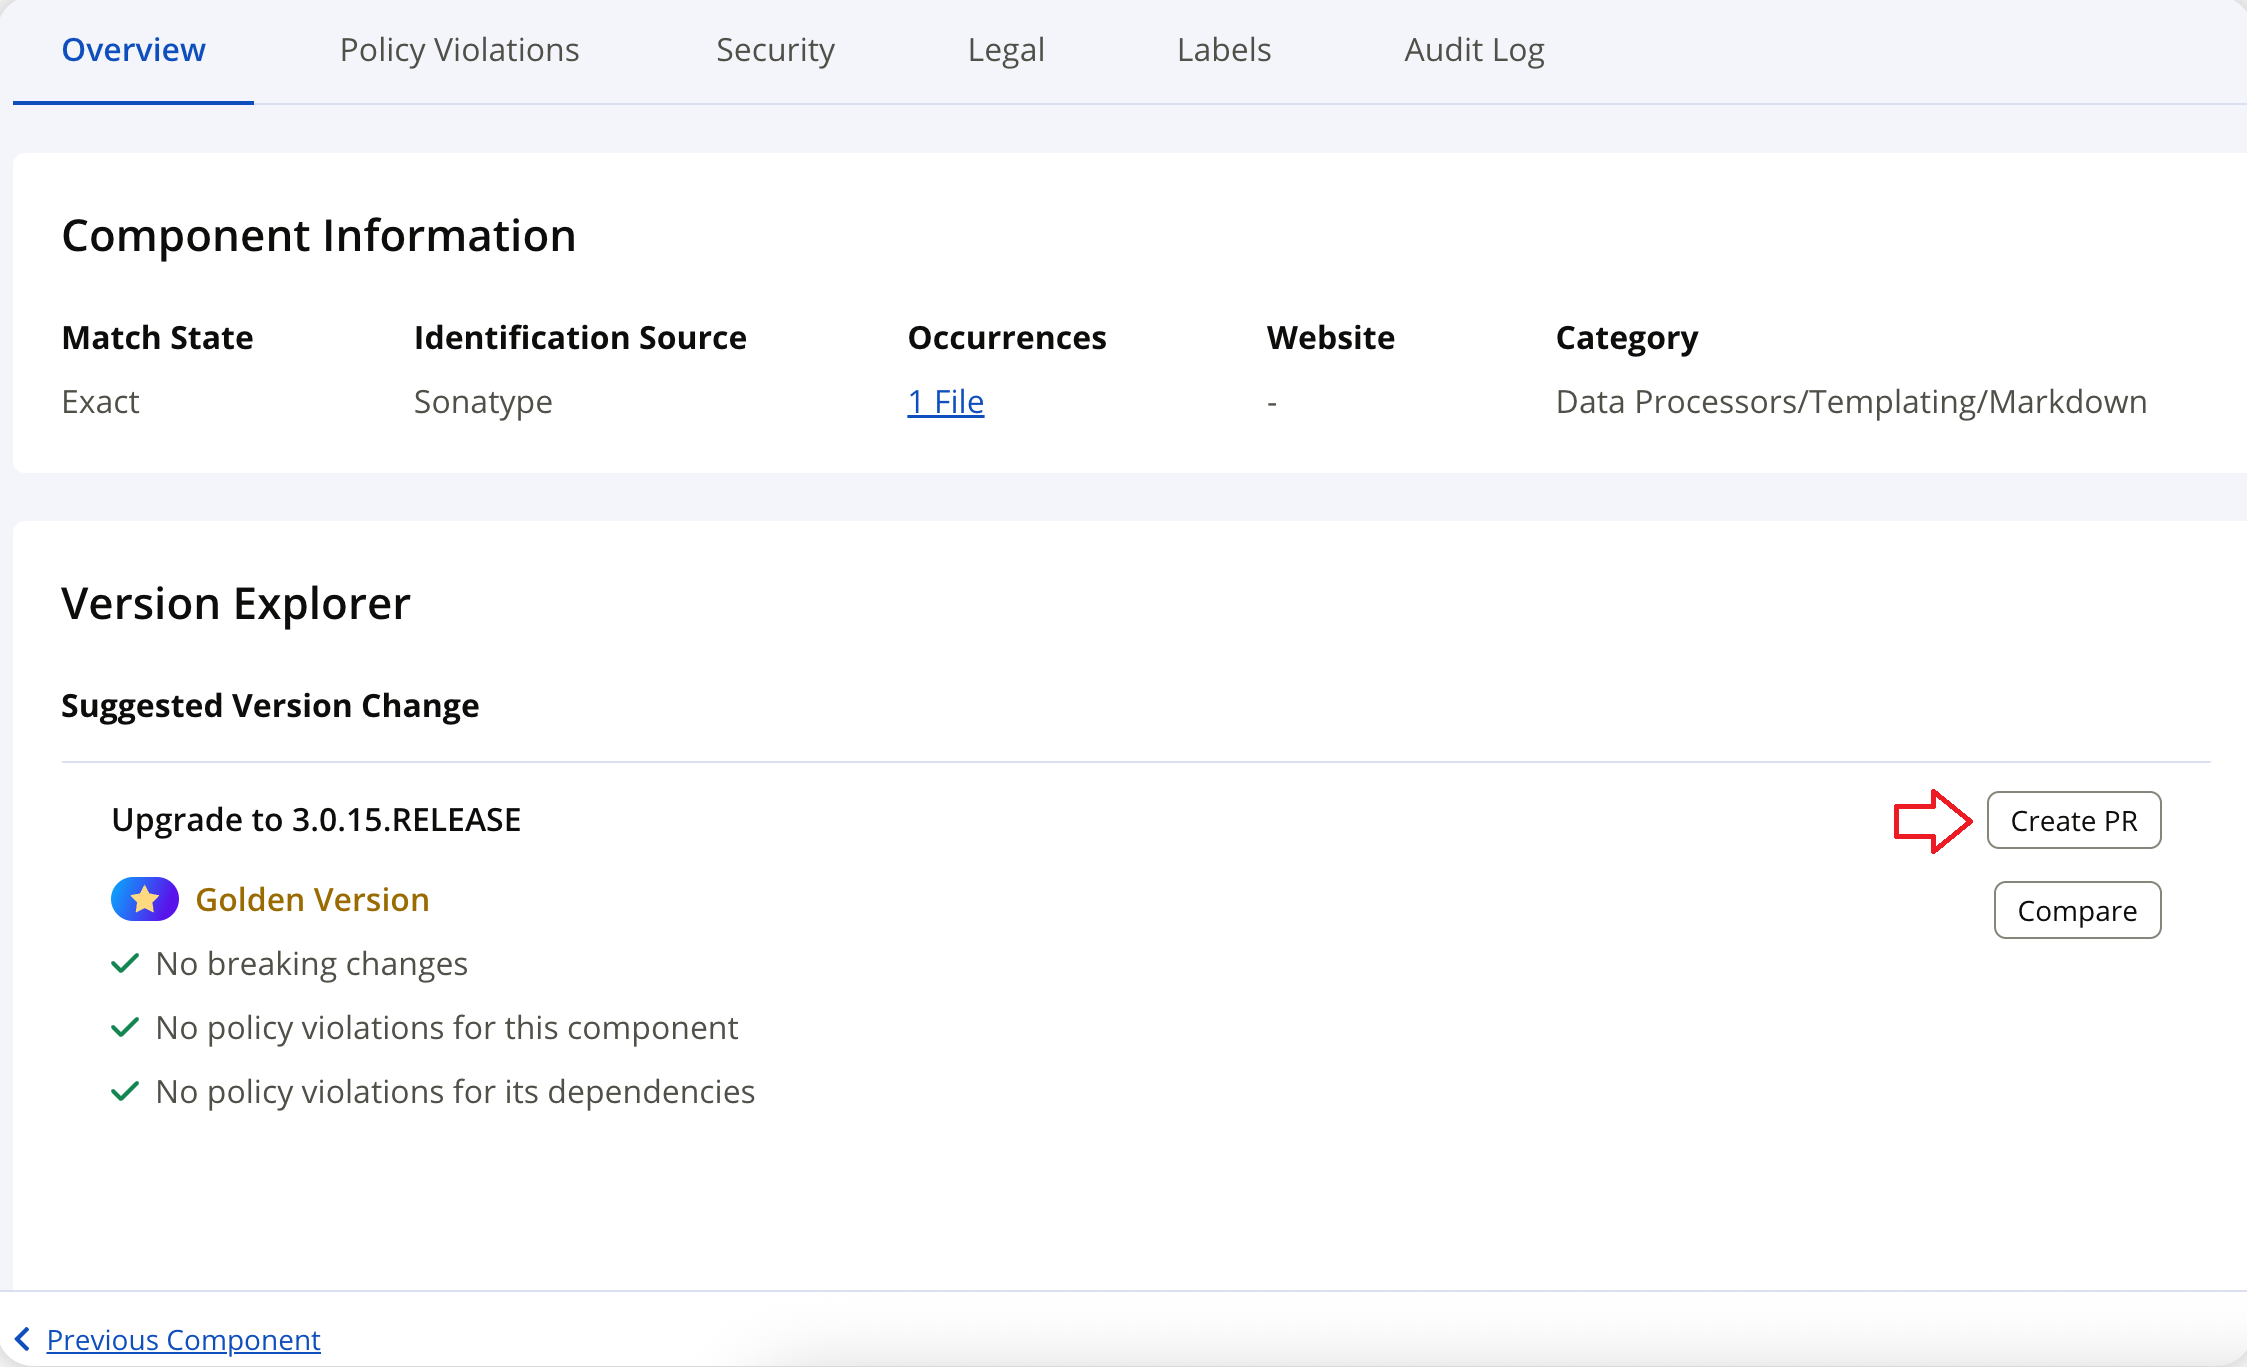 Overview Policy Violations Security Legal Labels Audit Log
Component Information
Match State Identification Source Occurrences Website Category
Exact Sonatype 1 File - Data Processors/Templating/Markdown
Version Explorer
Suggested Version Change
Upgrade to 3.0.15.RELEASE Create PR
Golden Version Compare
No breaking changes
No policy violations for this component
No policy violations for its dependencies
Previous Component